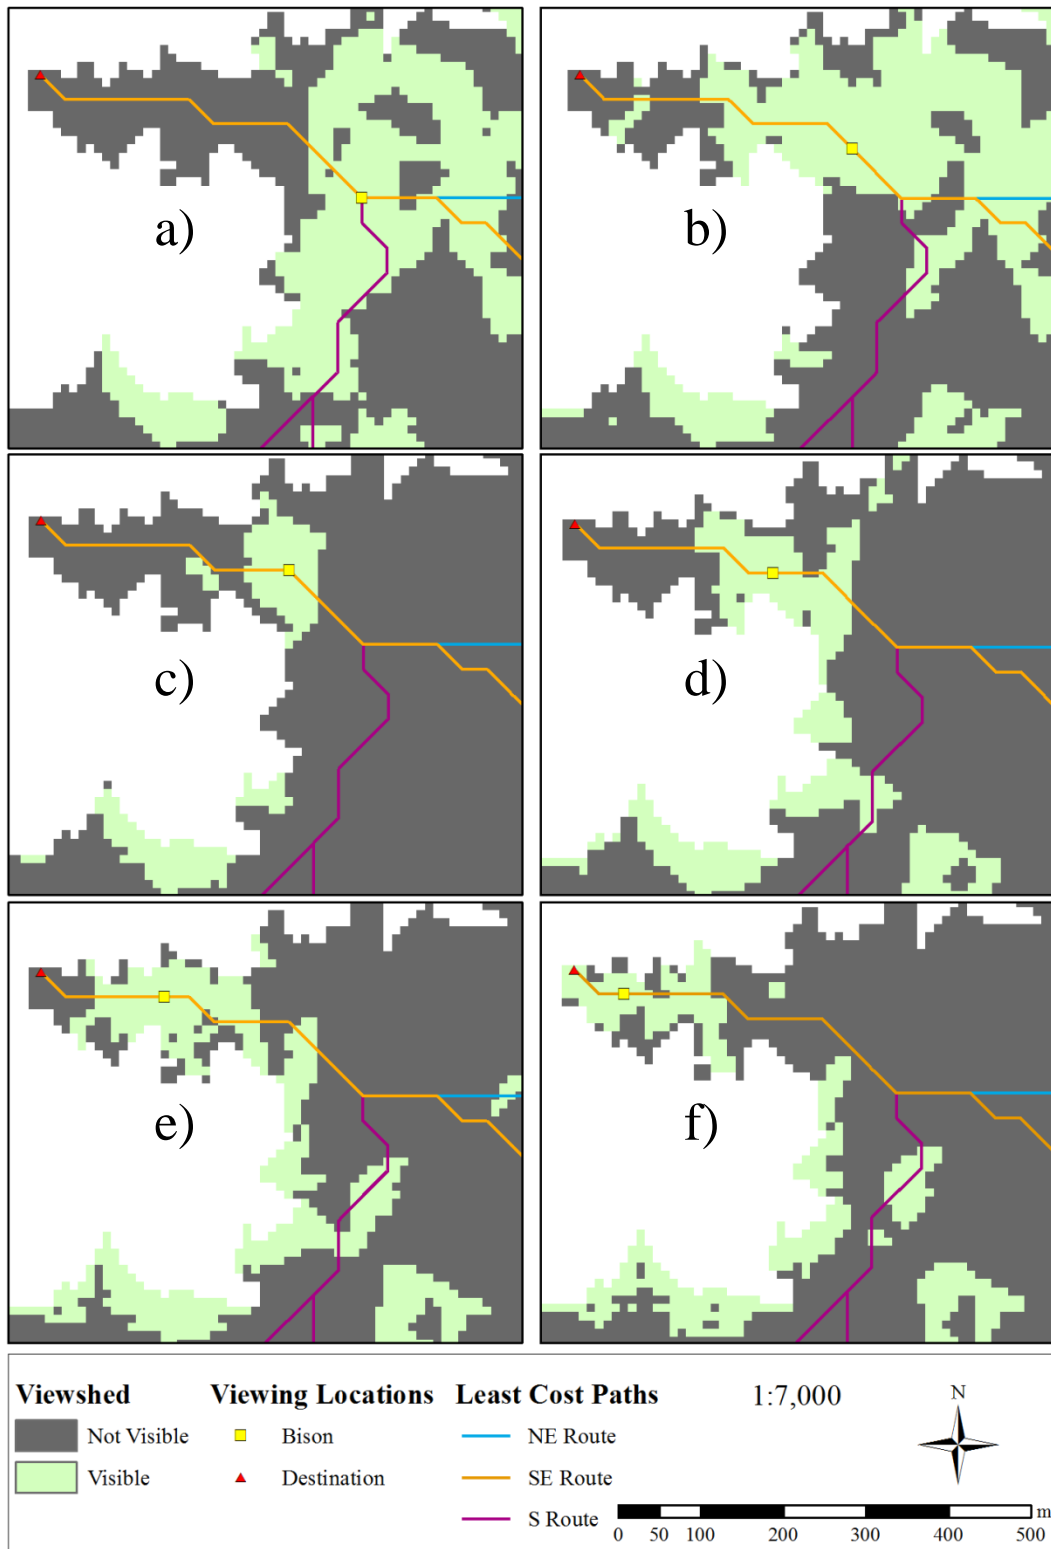 a)
b)
c)
d)
e)
f)
Viewshed
Viewing Locations
Least Cost Paths
1:7,000
N
Not Visible
Bison
NE Route
Visible
Destination
SE Route
S Route
m
0 50 100 200 300 400 500